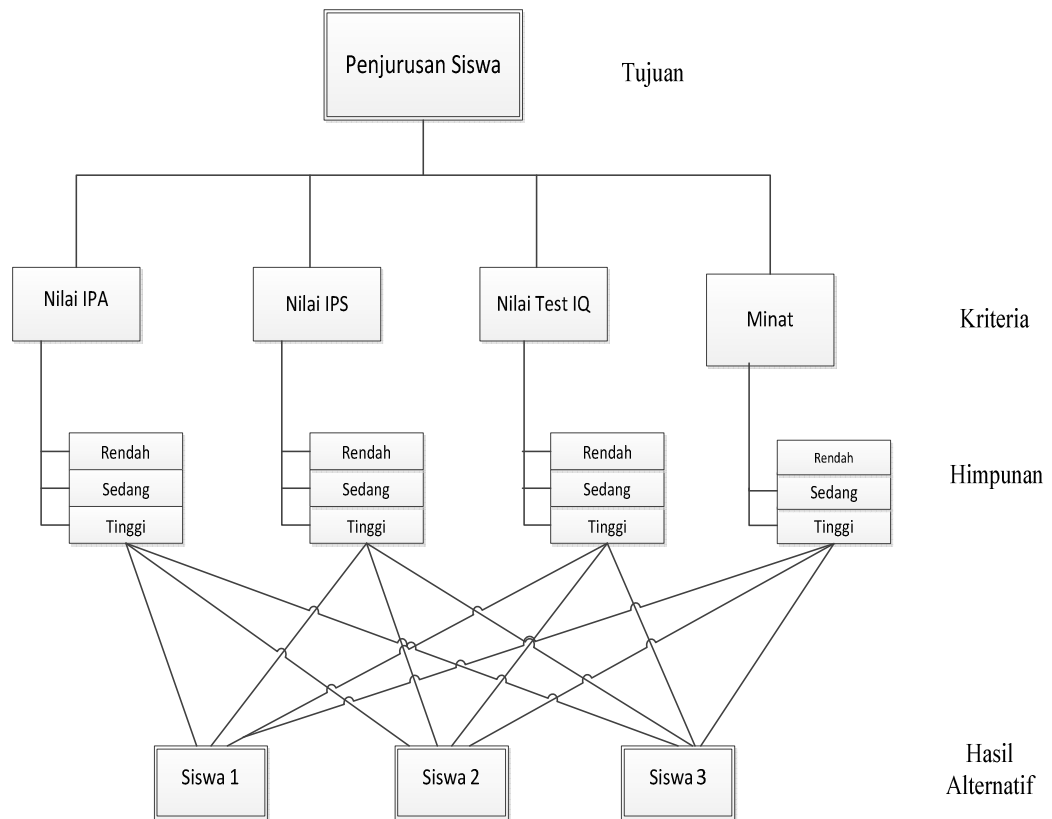 Penjurusan Siswa
Tujuan
Nilai IPA
Nilai IPS
Nilai Test IQ
Minat
Kriteria
Rendah
Sedang
Tinggi
Rendah
Sedang
Tinggi
Rendah
Sedang
Tinggi
Rendah
Sedang
Tinggi
Himpunan
Siswa 1
Siswa 2
Siswa 3
Hasil
Alternatif